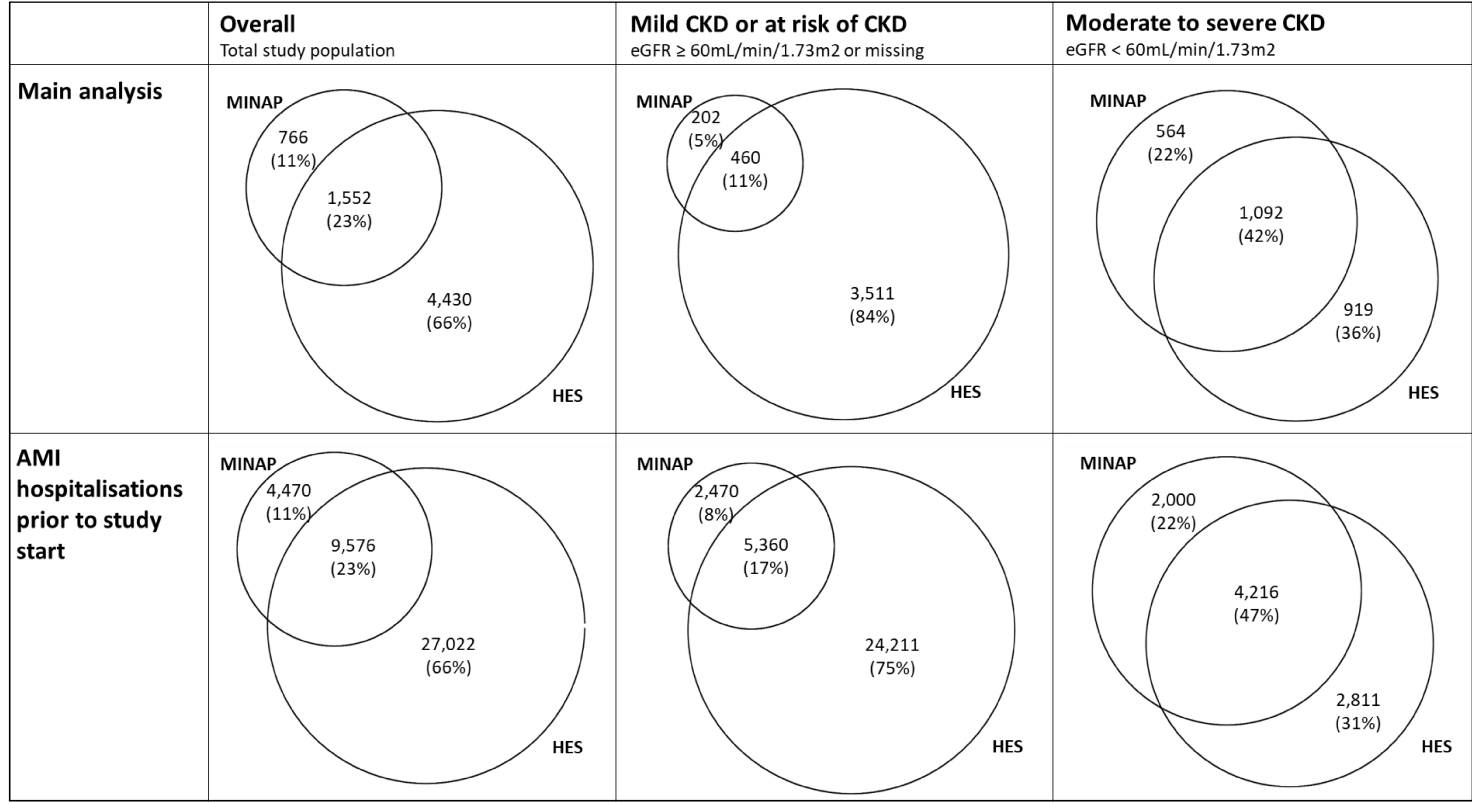 Overall
Total study population
Mild CKD or at risk of CKD
eGFR ≥ 60mL/min/1.73m2 or missing
Moderate to severe CKD
eGFR < 60mL/min/1.73m2
Main analysis
MINAP
766
(11%)
1,552
(23%)
4,430
(66%)
HES
MINAP
202
(5%)
460
(11%)
3,511
(84%)
HES
MINAP
564
(22%)
1,092
(42%)
919
(36%)
HES
AMI
hospitalisations
prior to study
start
MINAP
4,470
(11%)
9,576
(23%)
27,022
(66%)
HES
MINAP
2,470
(8%)
5,360
(17%)
24,211
(75%)
HES
MINAP
2,000
(22%)
4,216
(47%)
2,811
(31%)
HES